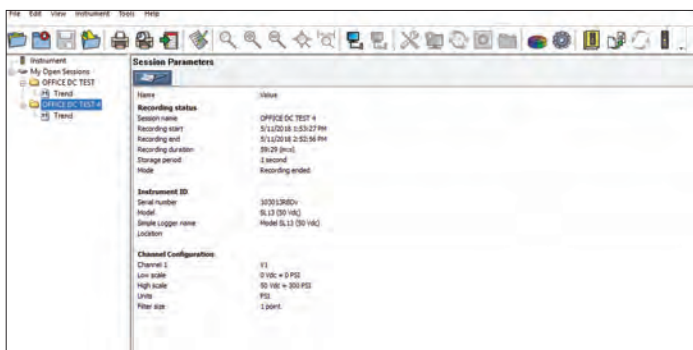 File Edit View Instrument Tools Help
Instrument
My Open Sessions
OFFICE DC TEST
Trend
OFFICE DC TEST 4
Trend
Session Parameters
Name Value
Recording status
Session name OFFICE DC TEST 4
Recording start 5/11/2018 1:53:27 PM
Recording end 5/11/2018 2:52:56 PM
Recording duration 59:29 (m:s)
Storage period 1 second
Mode Recording ended
Instrument ID
Serial number
Model SL13 (50 Vdc)
Simple Logger name Model SL13 (50 Vdc)
Location
Channel Configuration
Channel 1 V1
Low scale 0 Vdc = 0 PSI
High scale 50 Vdc = 300 PSI
Units PSI
Filter size 1 point